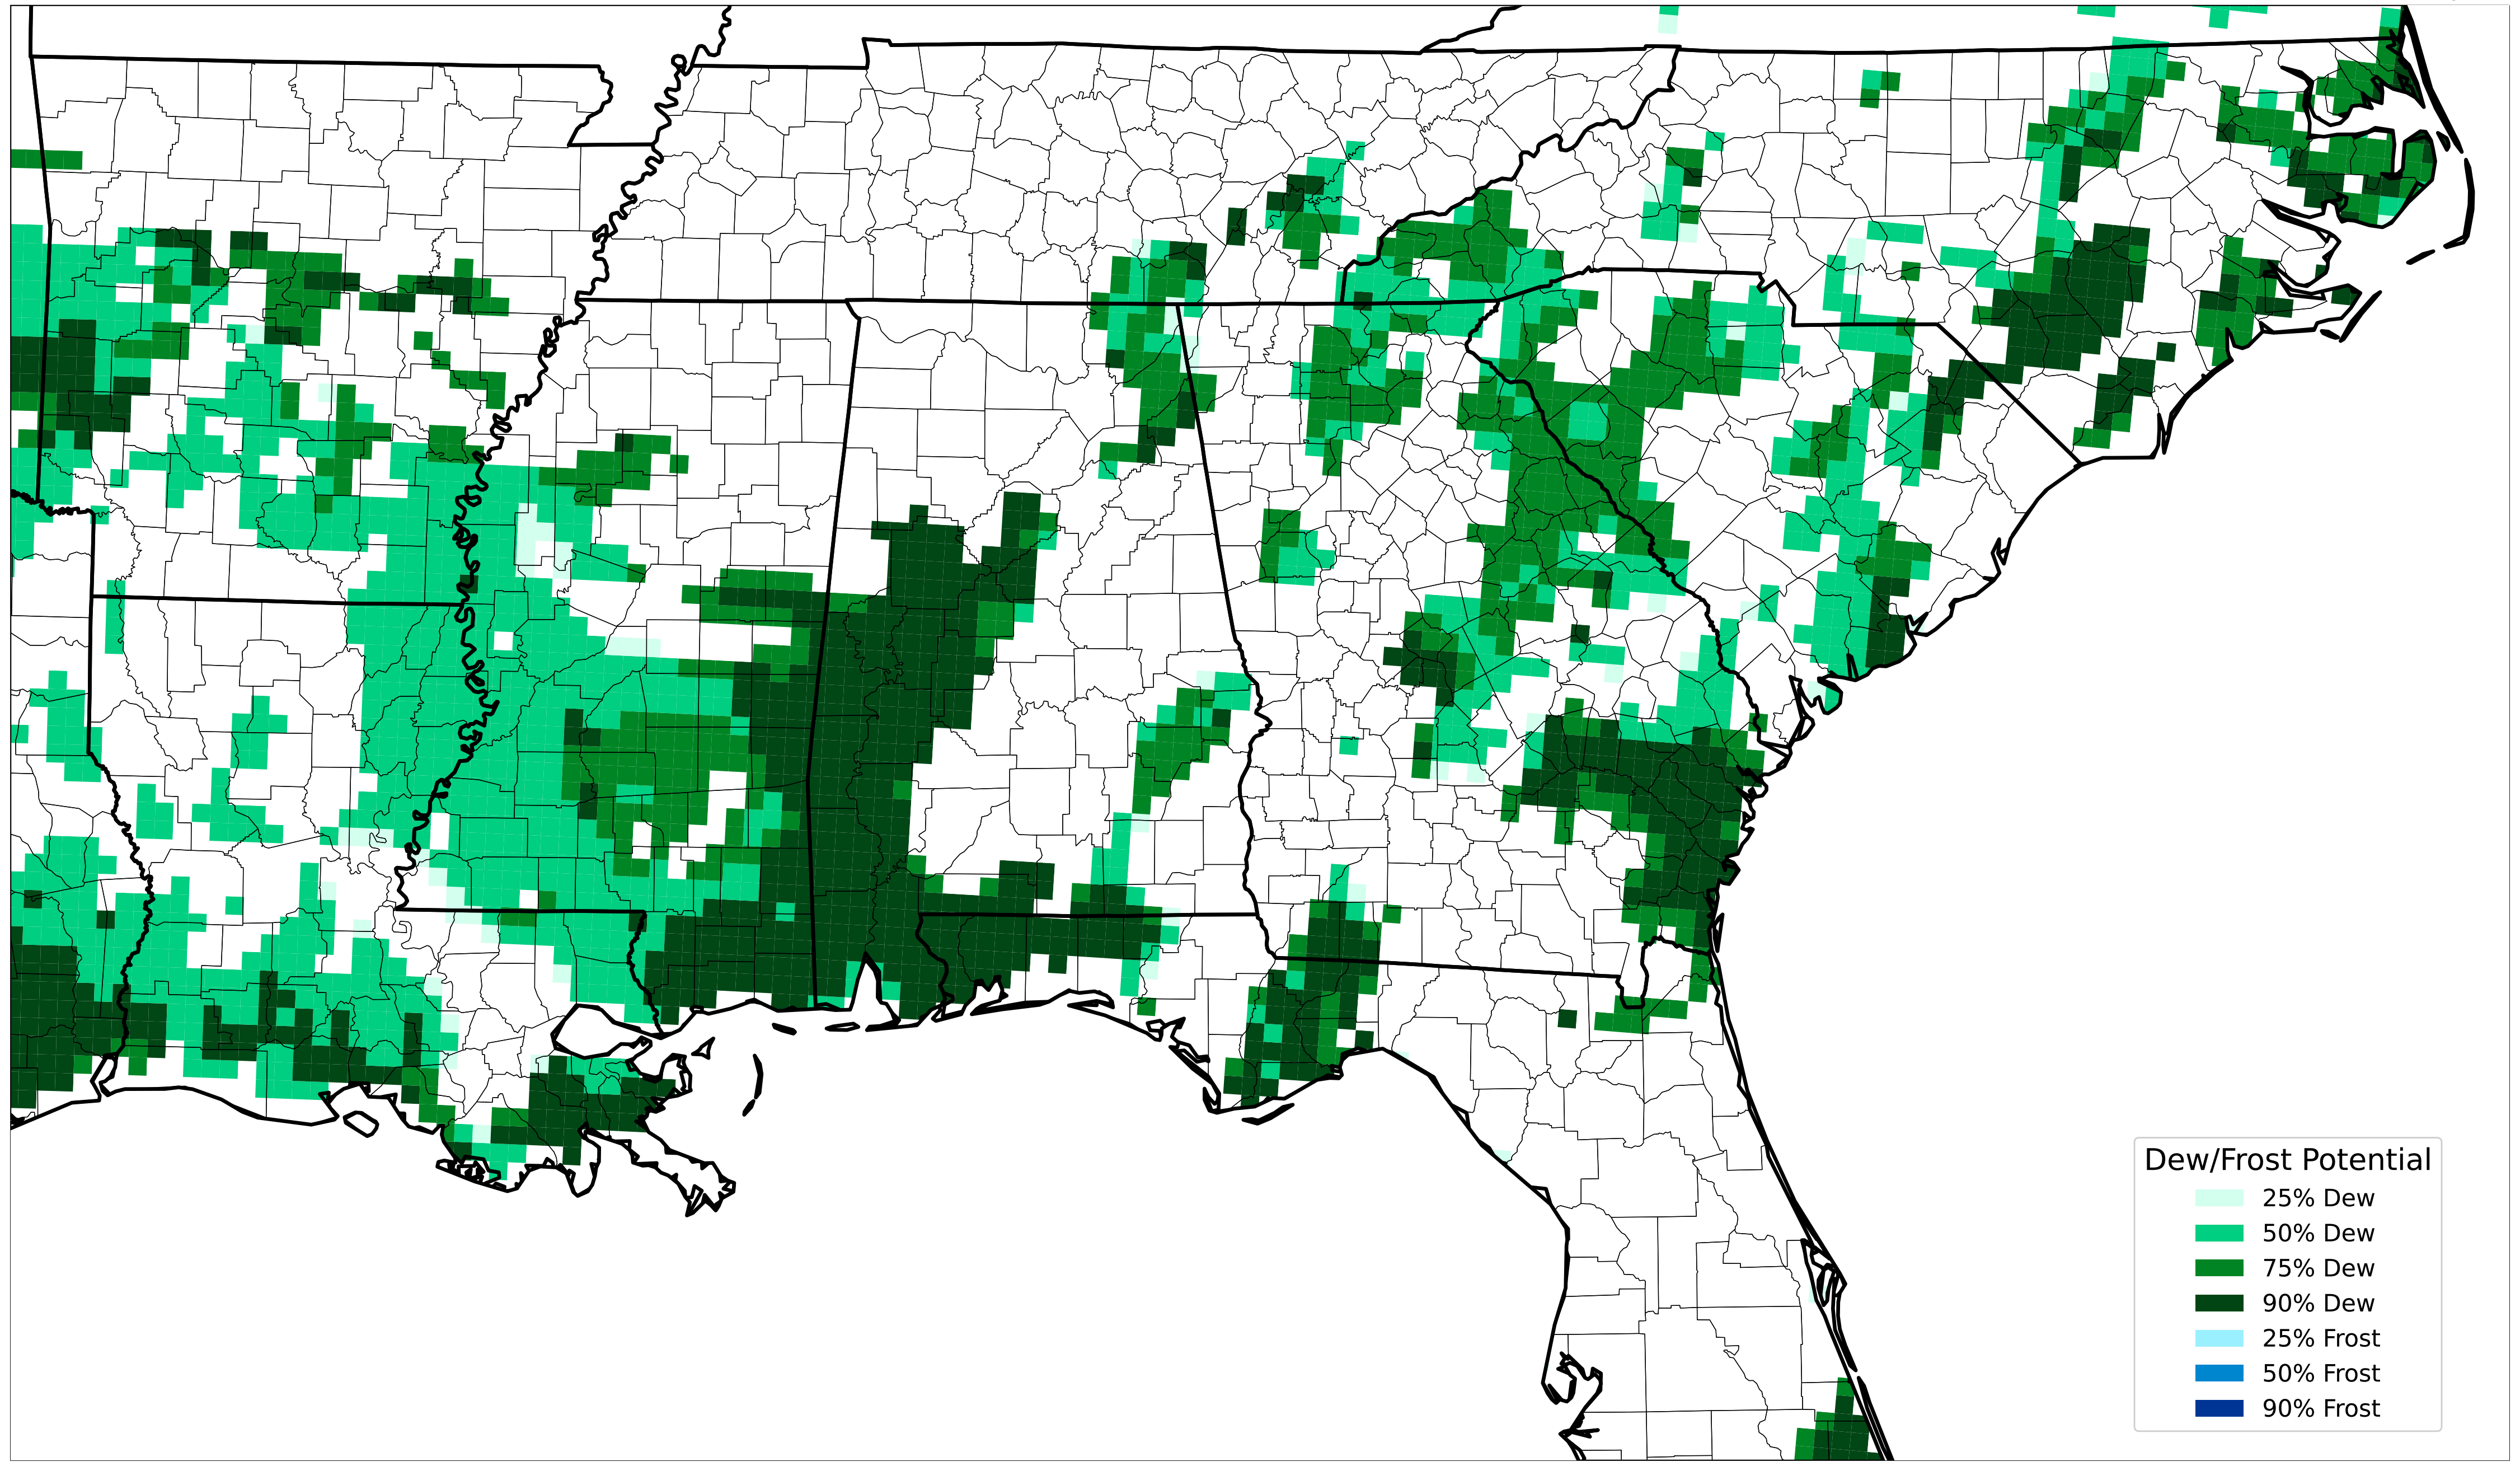 Dew/Frost Potential
25% Dew
50% Dew
75% Dew
90% Dew
25% Frost
50% Frost
90% Frost